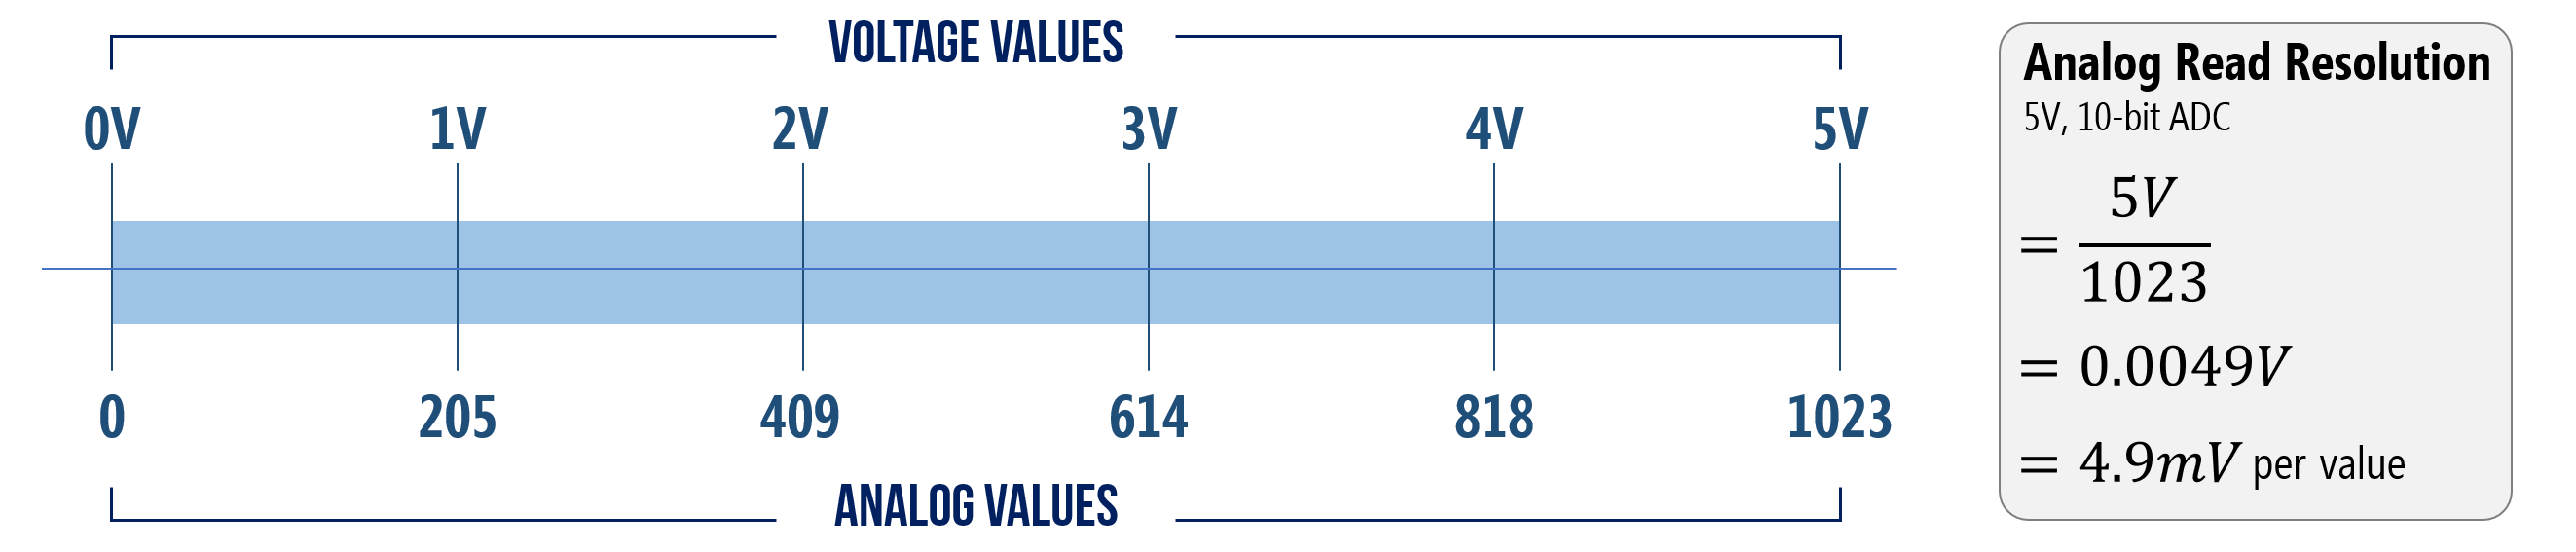 VOLTAGE VALUES
0V 1V 2V 3V 4V 5V
0 205 409 614 818 1023
ANALOG VALUES
Analog Read Resolution
5V, 10-bit ADC
= 5V
1023
= 0.0049V
= 4.9mV per value